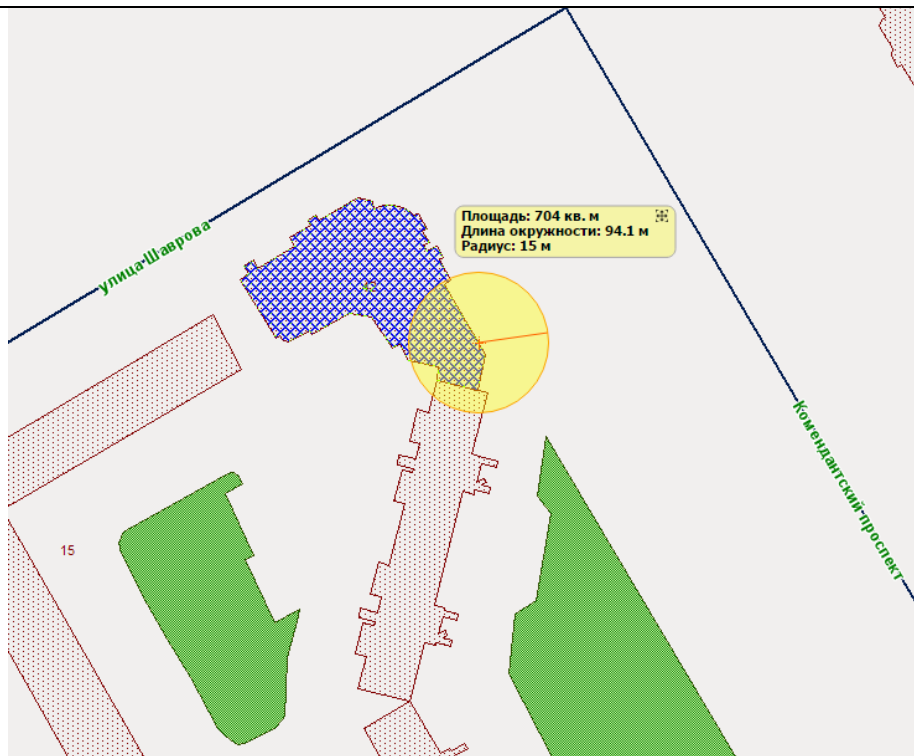 улица Шаврова
Площадь: 704 кв. м
Длина окружности: 94.1 м
Радиус: 15 м
Комендантский проспект
15